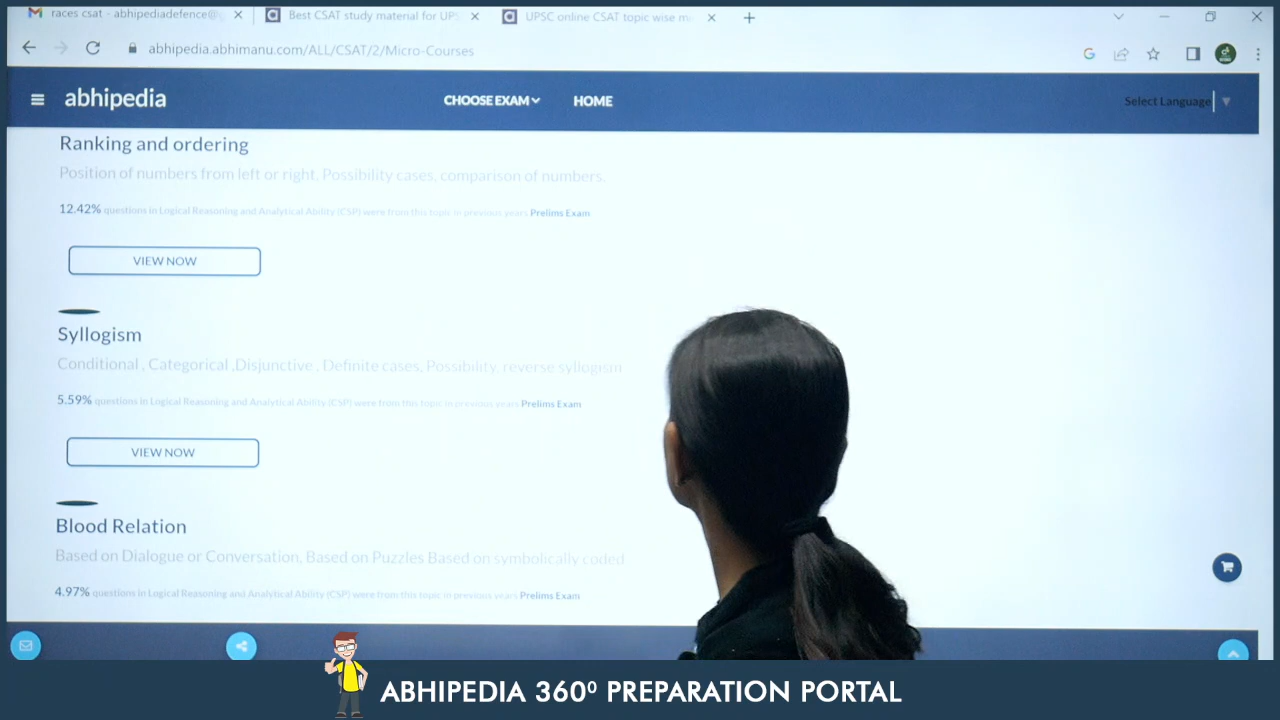 races csat - abhipediadefence@g
Best CSAT study material for UPS
UPSC online CSAT topic wise m
abhipedia.abhimanu.com/ALL/CSAT/2/Micro-Courses
abhipedia
CHOOSE EXAM
HOME
Select Language
Ranking and ordering
Position of numbers from left or right, Possibility cases, comparison of numbers.
12.42% questions in Logical Reasoning and Analytical Ability (CSP) were from this topic in previous years Prelims Exam
VIEW NOW
Syllogism
Conditional , Categorical ,Disjunctive , Definite cases, Possibility, reverse syllogism
5.59% questions in Logical Reasoning and Analytical Ability (CSP) were from this topic in previous years Prelims Exam
VIEW NOW
Blood Relation
Based on Dialogue or Conversation, Based on Puzzles Based on symbolically coded
4.97% questions in Logical Reasoning and Analytical Ability (CSP) were from this topic in previous years Prelims Exam
ABHIPEDIA 360⁰ PREPARATION PORTAL